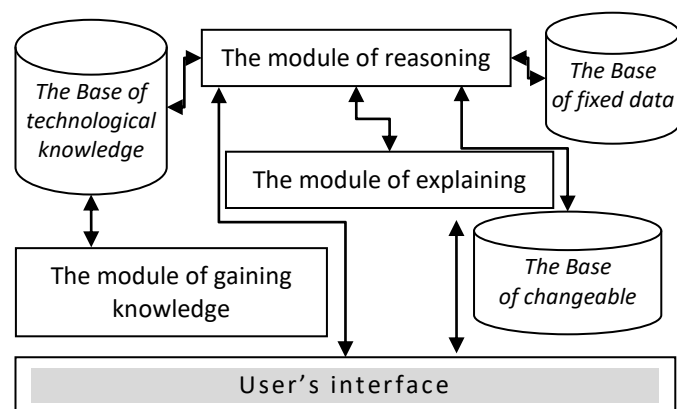 The module of reasoning
The Base of
technological
knowledge
The Base
of fixed data
The module of explaining
The module of gaining
knowledge
The Base
of changeable
User's interface